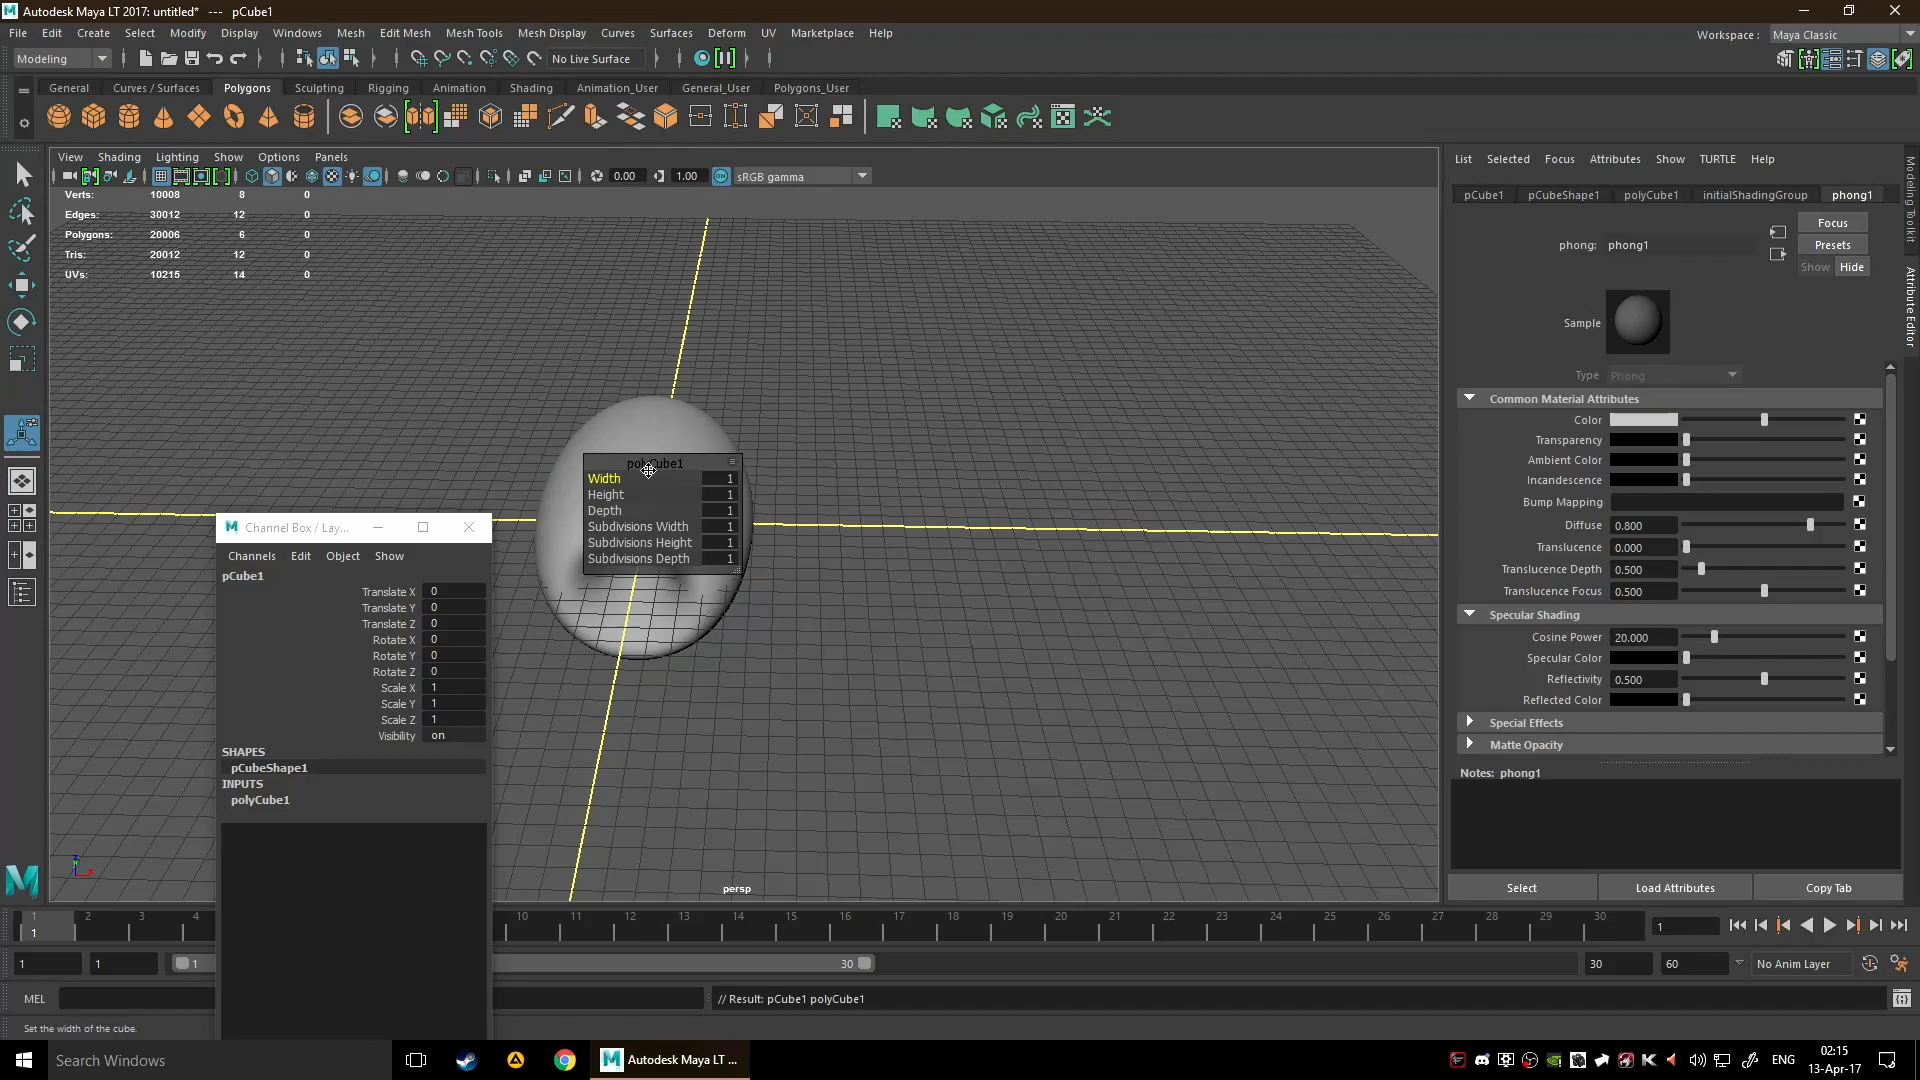 Autodesk Maya LT 2017: untitled*   ---   pCube1
File Edit Create Select Modify Display Windows Mesh Edit Mesh Mesh Tools Mesh Display Curves Surfaces Deform UV Marketplace Help
Workspace : Maya Classic
Modeling
No Live Surface
General Curves / Surfaces Polygons Sculpting Rigging Animation Shading Animation_User General_User Polygons_User
View Shading Lighting Show Options Panels
0.00 1.00 ON sRGB gamma
Verts: 10008 8 0
Edges: 30012 12 0
Polygons: 20006 6 0
Tris: 20012 12 0
UVs: 10215 14 0
polyCube1
Width 1
Height 1
Depth 1
Subdivisions Width 1
Subdivisions Height 1
Subdivisions Depth 1
persp
Channel Box / Lay...
Channels Edit Object Show
pCube1
Translate X 0
Translate Y 0
Translate Z 0
Rotate X 0
Rotate Y 0
Rotate Z 0
Scale X 1
Scale Y 1
Scale Z 1
Visibility on
SHAPES
pCubeShape1
INPUTS
polyCube1
List Selected Focus Attributes Show TURTLE Help
pCube1 pCubeShape1 polyCube1 initialShadingGroup phong1
Focus
phong: phong1
Presets
Show Hide
Sample
Type Phong
Common Material Attributes
Color
Transparency
Ambient Color
Incandescence
Bump Mapping
Diffuse 0.800
Translucence 0.000
Translucence Depth 0.500
Translucence Focus 0.500
Specular Shading
Cosine Power 20.000
Specular Color
Reflectivity 0.500
Reflected Color
Special Effects
Matte Opacity
Notes: phong1
Select Load Attributes Copy Tab
Modeling Toolkit
Attribute Editor
1 2 3 4 10 11 12 13 14 15 16 17 18 19 20 21 22 23 24 25 26 27 28 29 30
1
1
1 1 1 30 30 60 No Anim Layer
MEL
// Result: pCube1 polyCube1
Set the width of the cube.
Search Windows
Autodesk Maya LT ...
ENG
02:15
13-Apr-17